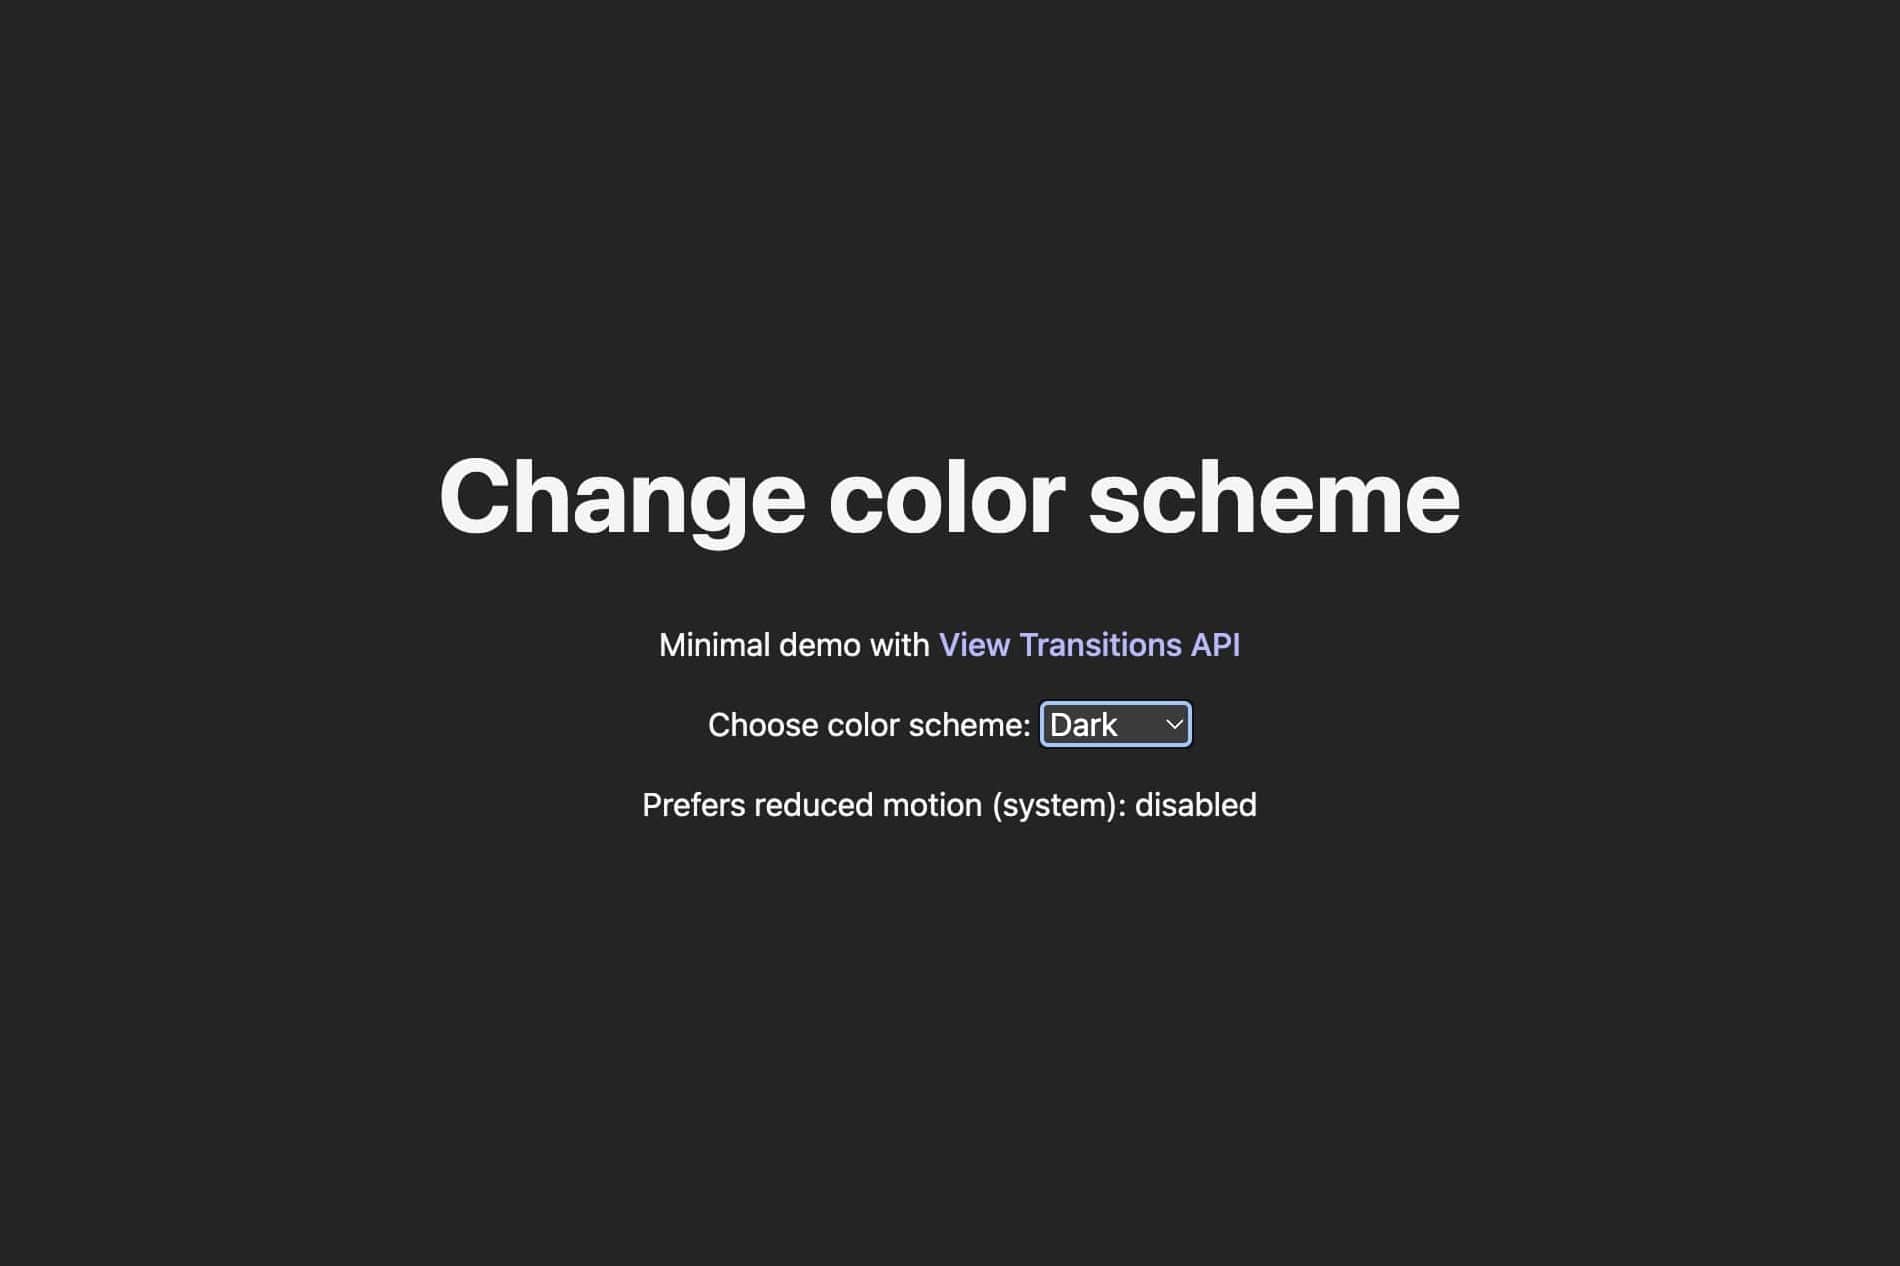 Change color scheme
Minimal demo with View Transitions API
Choose color scheme: Dark
Prefers reduced motion (system): disabled